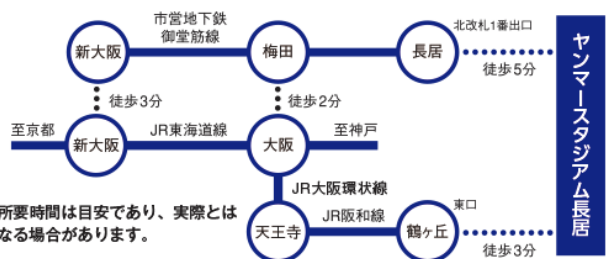 市営地下鉄
御堂筋線
北改札1番出口
新大阪
梅田
長居
徒歩5分
徒歩3分
徒歩2分
至京都
JR東海道線
至神戸
新大阪
大阪
JR大阪環状線
所要時間は目安であり、実際とは
なる場合があります。
JR阪和線
東口
天王寺
鶴ヶ丘
徒歩3分
ヤンマースタジアム長居